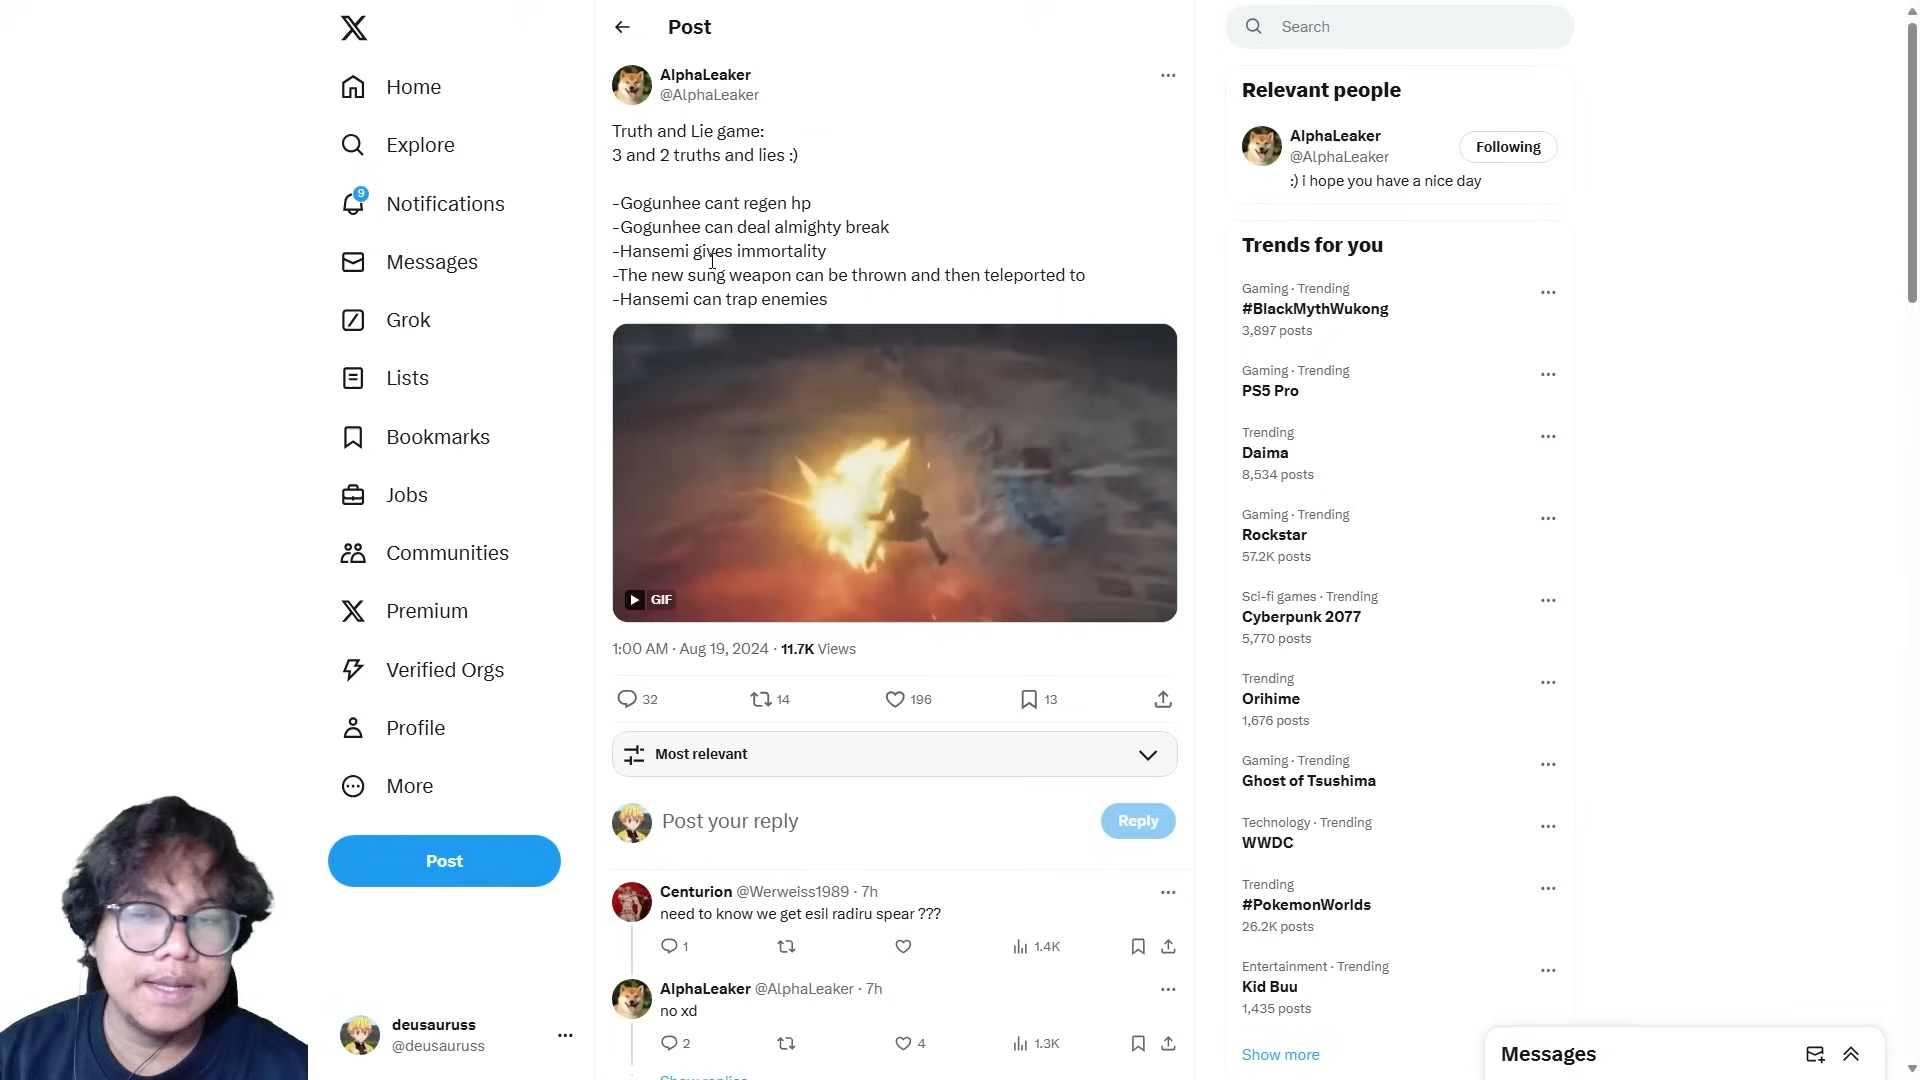 Home
Explore
9
Notifications
Messages
Grok
Lists
Bookmarks
Jobs
Communities
Premium
Verified Orgs
Profile
More
Post
deusauruss
@deusauruss
Post
AlphaLeaker
@AlphaLeaker
Truth and Lie game:
3 and 2 truths and lies :)
-Gogunhee cant regen hp
-Gogunhee can deal almighty break
-Hansemi gives immortality
-The new sung weapon can be thrown and then teleported to
-Hansemi can trap enemies
GIF
1:00 AM · Aug 19, 2024 · 11.7K Views
32 14 196 13
Most relevant
Post your reply
Reply
Centurion @Werweiss1989 · 7h
need to know we get esil radiru spear ???
1 1.4K
AlphaLeaker @AlphaLeaker · 7h
no xd
2 4 1.3K
Show replies
Search
Relevant people
AlphaLeaker
@AlphaLeaker
Following
:) i hope you have a nice day
Trends for you
Gaming · Trending
#BlackMythWukong
3,897 posts
Gaming · Trending
PS5 Pro
Trending
Daima
8,534 posts
Gaming · Trending
Rockstar
57.2K posts
Sci-fi games · Trending
Cyberpunk 2077
5,770 posts
Trending
Orihime
1,676 posts
Gaming · Trending
Ghost of Tsushima
Technology · Trending
WWDC
Trending
#PokemonWorlds
26.2K posts
Entertainment · Trending
Kid Buu
1,435 posts
Show more
Messages